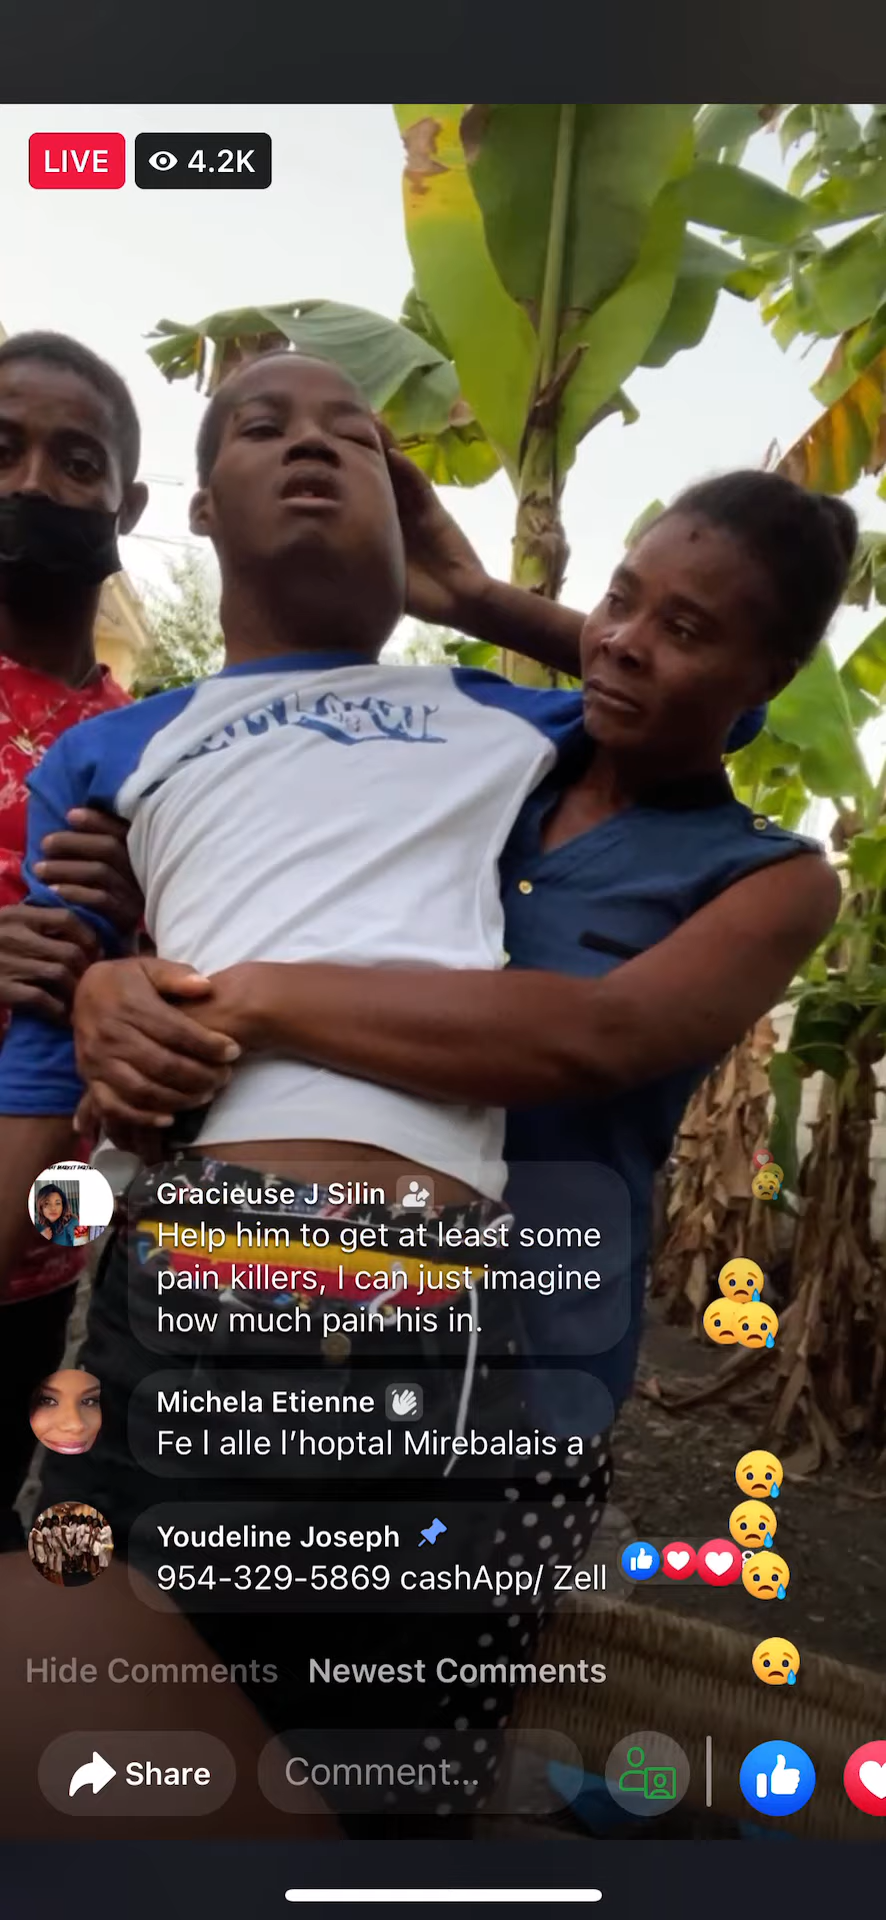 LIVE
4.2K
Gracieuse J Silin
Help him to get at least some
pain killers, I can just imagine
how much pain his in.
Michela Etienne
Fe l alle l'hoptal Mirebalais a
Youdeline Joseph
954-329-5869 cashApp/ Zell
Hide Comments Newest Comments
Share
Comment...